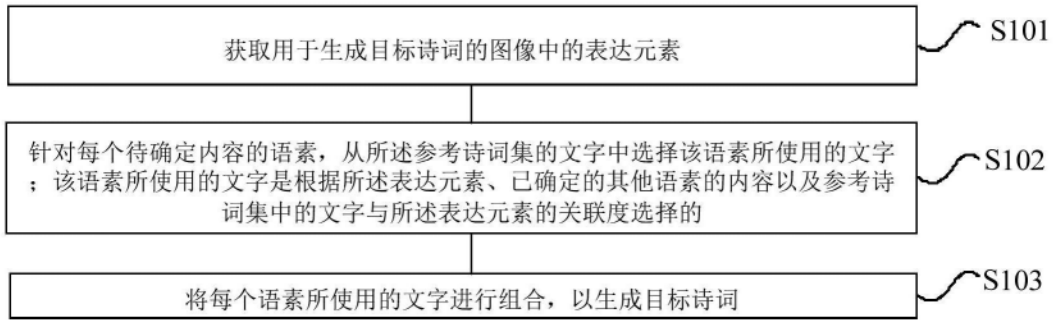 获取用于生成目标诗词的图像中的表达元素
S101
针对每个待确定内容的语素，从所述参考诗词集的文字中选择该语素所使用的文字
；该语素所使用的文字是根据所述表达元素、已确定的其他语素的内容以及参考诗
词集中的文字与所述表达元素的关联度选择的
S102
将每个语素所使用的文字进行组合，以生成目标诗词
S103